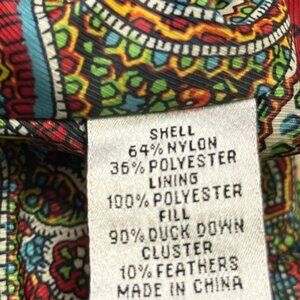 SHELL
64% NYLON
36% POLYESTER
LINING
100% POLYESTER
FILL
90% DUCK DOWN
CLUSTER
10% FEATHERS
MADE IN CHINA